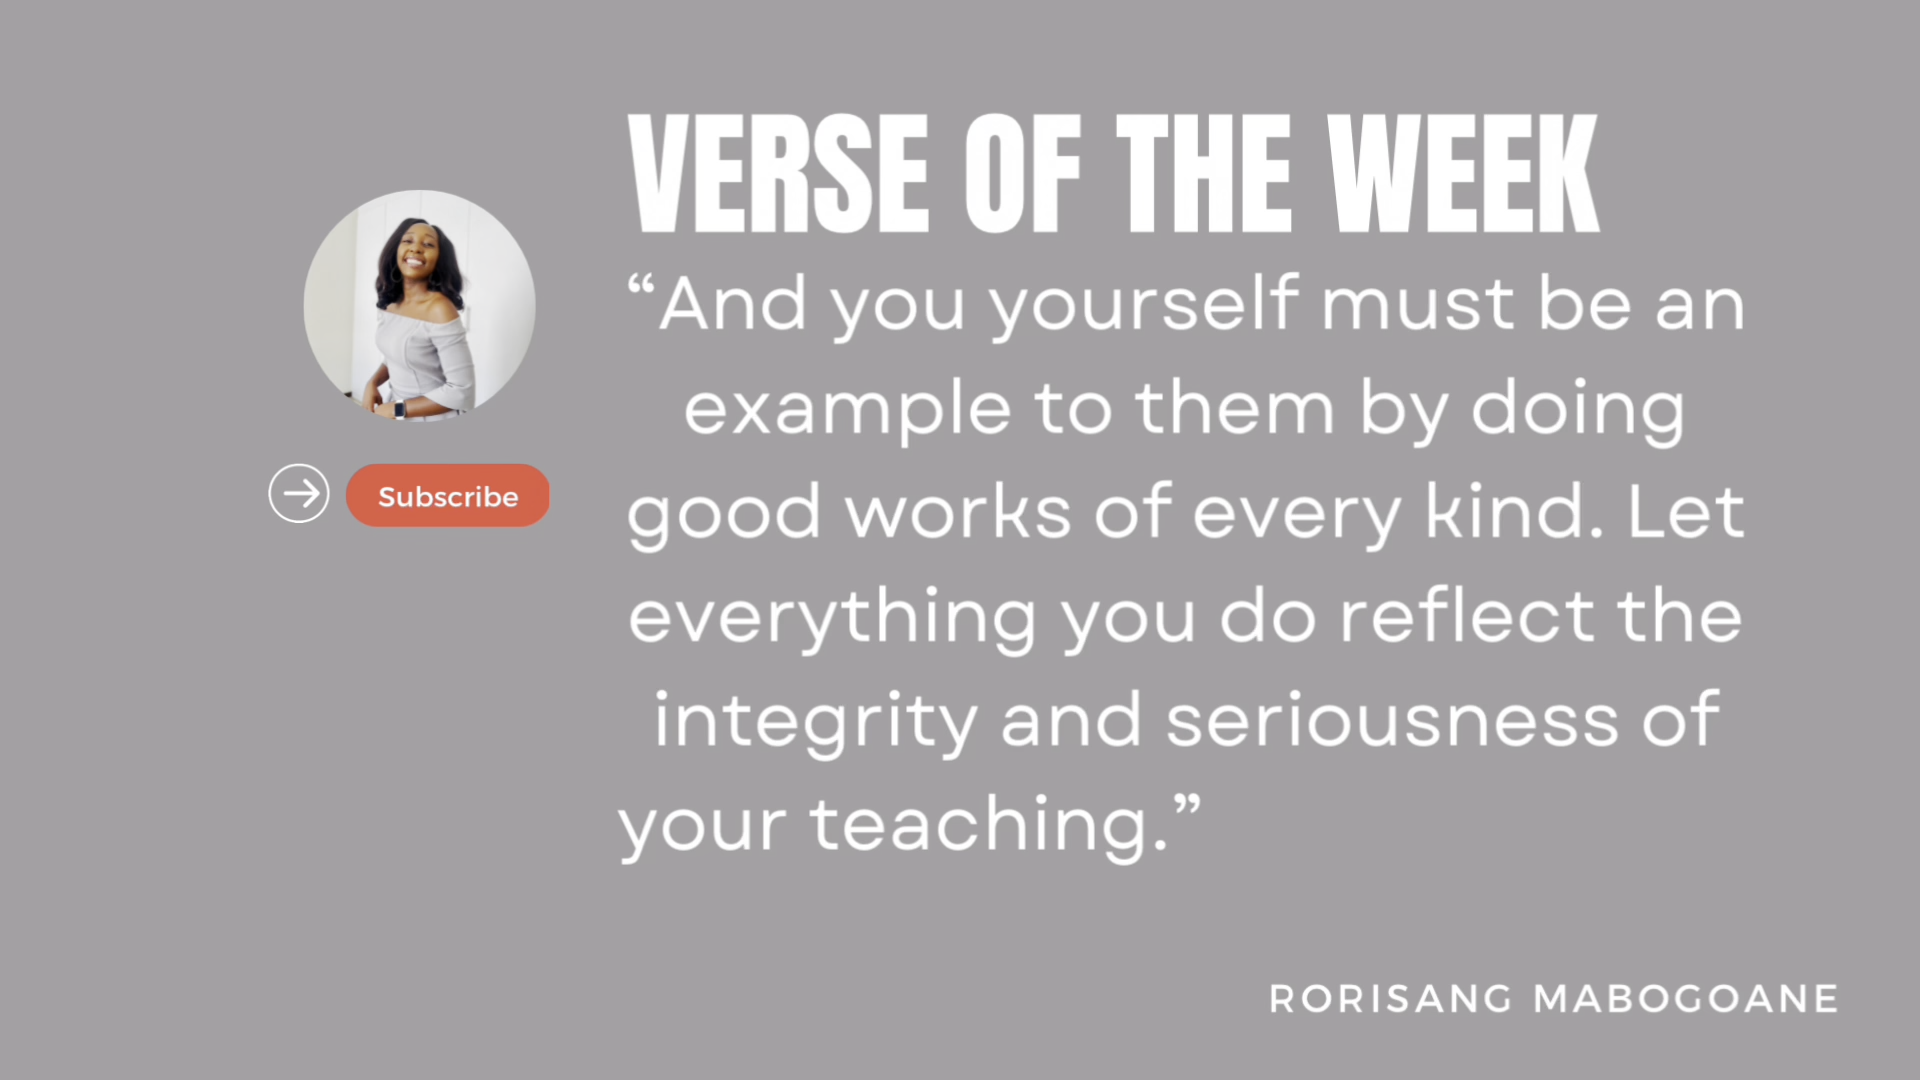 VERSE OF THE WEEK
“And you yourself must be an
example to them by doing
good works of every kind. Let
everything you do reflect the
integrity and seriousness of
your teaching.”
Subscribe
RORISANG MABOGOANE